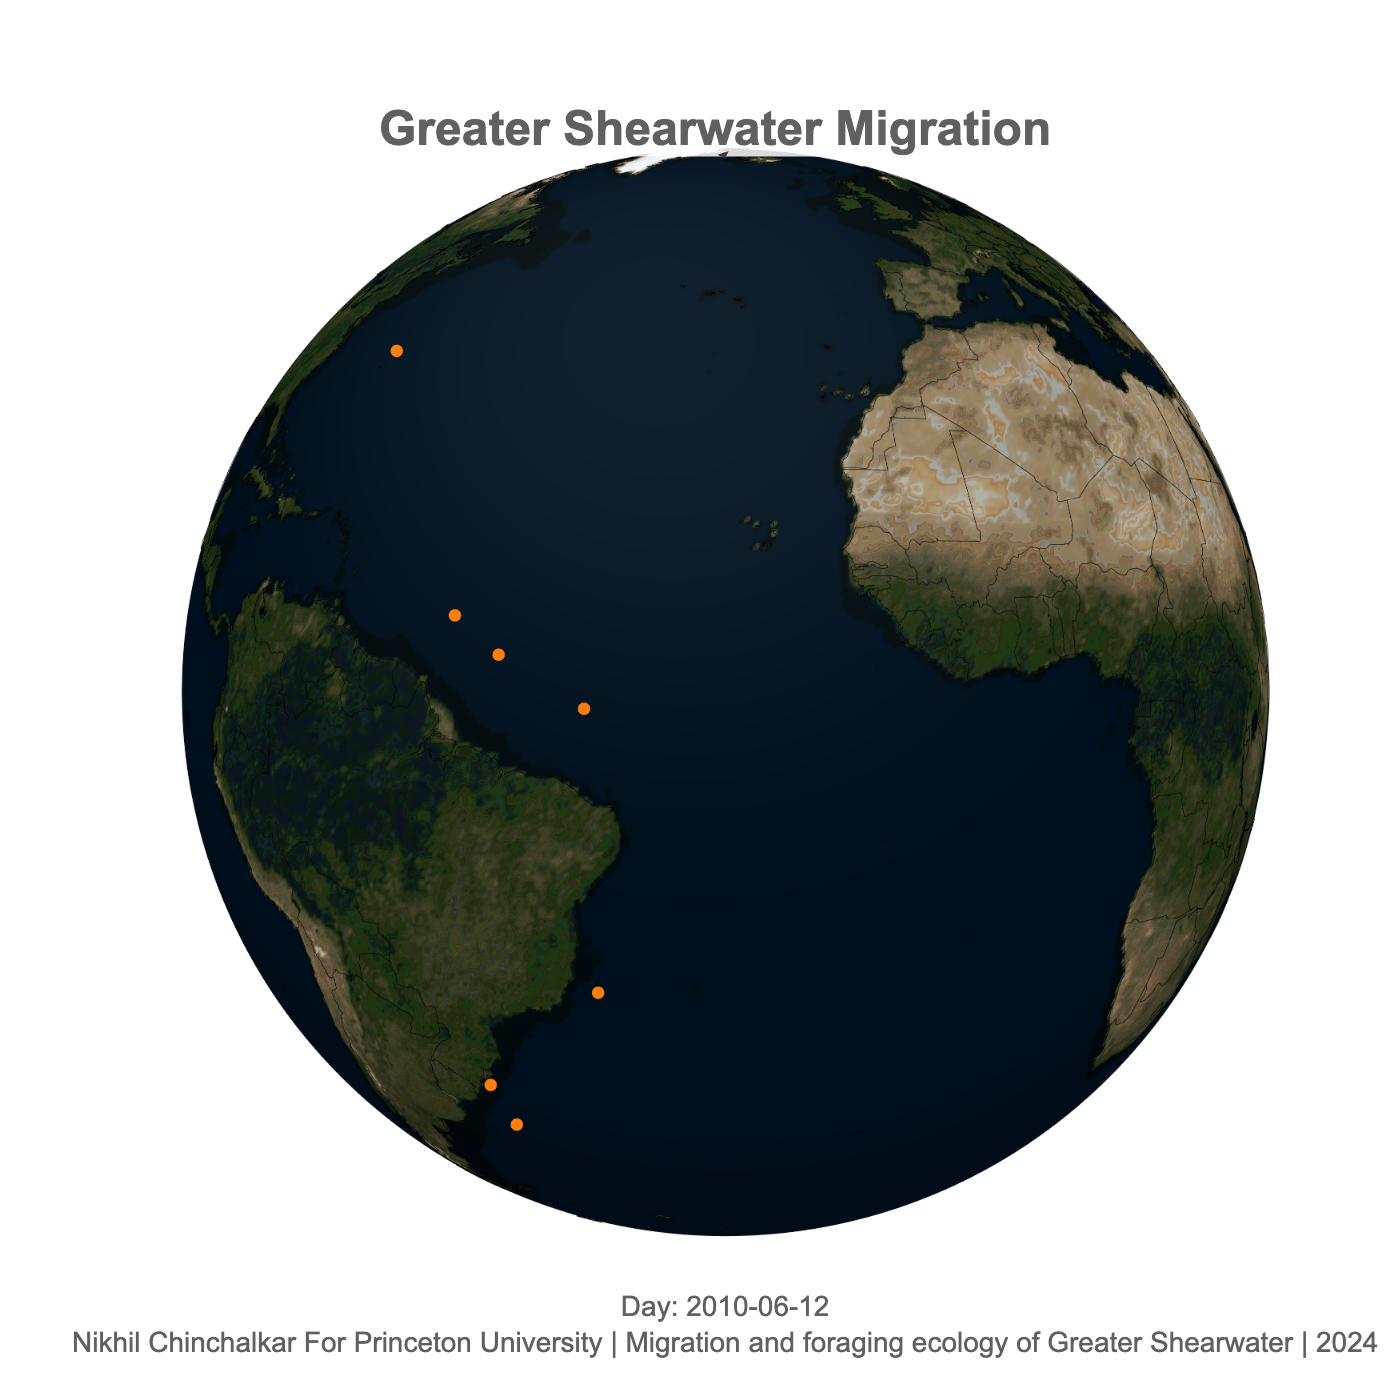 Greater Shearwater Migration
Day: 2010-06-12
Nikhil Chinchalkar For Princeton University | Migration and foraging ecology of Greater Shearwater | 2024